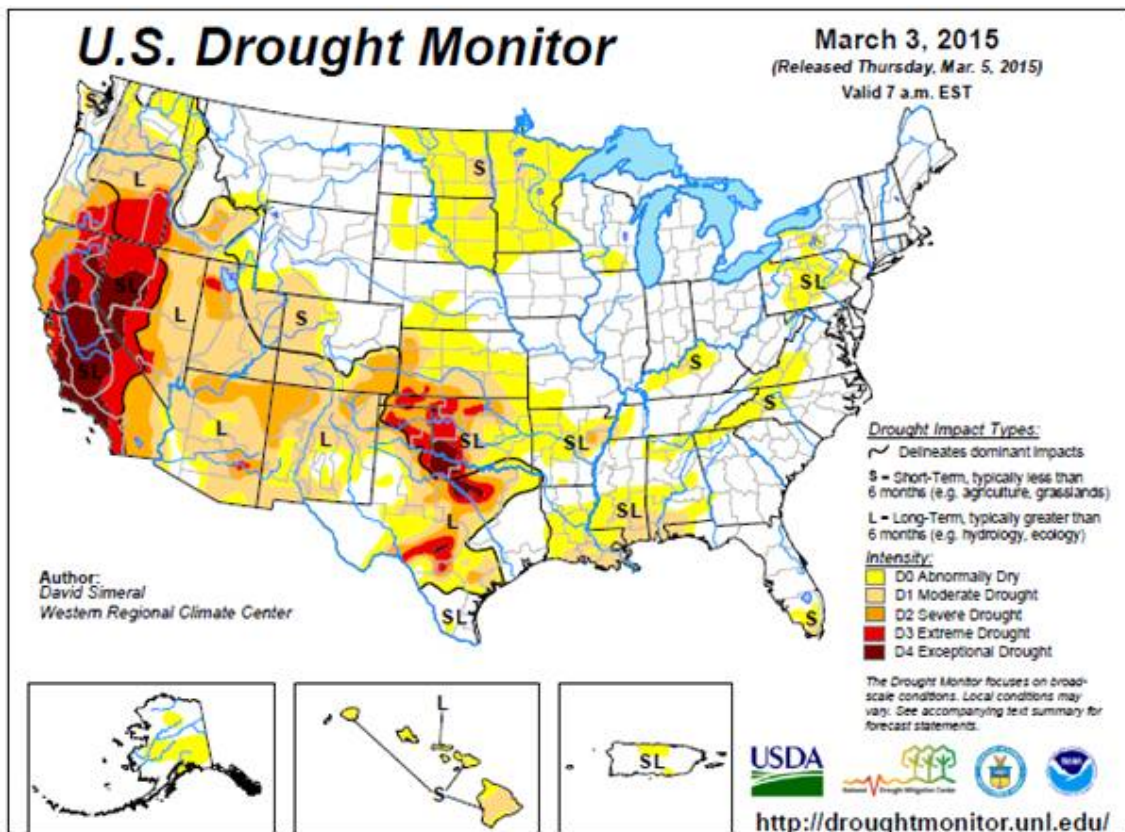 U.S. Drought Monitor
March 3, 2015
(Released Thursday, Mar. 5, 2015)
Valid 7 a.m. EST
S
S
L
SL
SL
S
L
S
S
SL
SL
L
L
SL
L
SL
S
SL
Drought Impact Types:
Delineates dominant impacts
S = Short-Term, typically less than
6 months (e.g. agriculture, grasslands)
L = Long-Term, typically greater than
6 months (e.g. hydrology, ecology)
Intensity:
D0 Abnormally Dry
D1 Moderate Drought
D2 Severe Drought
D3 Extreme Drought
D4 Exceptional Drought
Author:
David Simeral
Western Regional Climate Center
The Drought Monitor focuses on broad-
scale conditions. Local conditions may
vary. See accompanying text summary for
forecast statements.
L
S
SL
USDA
National Drought Mitigation Center
http://droughtmonitor.unl.edu/